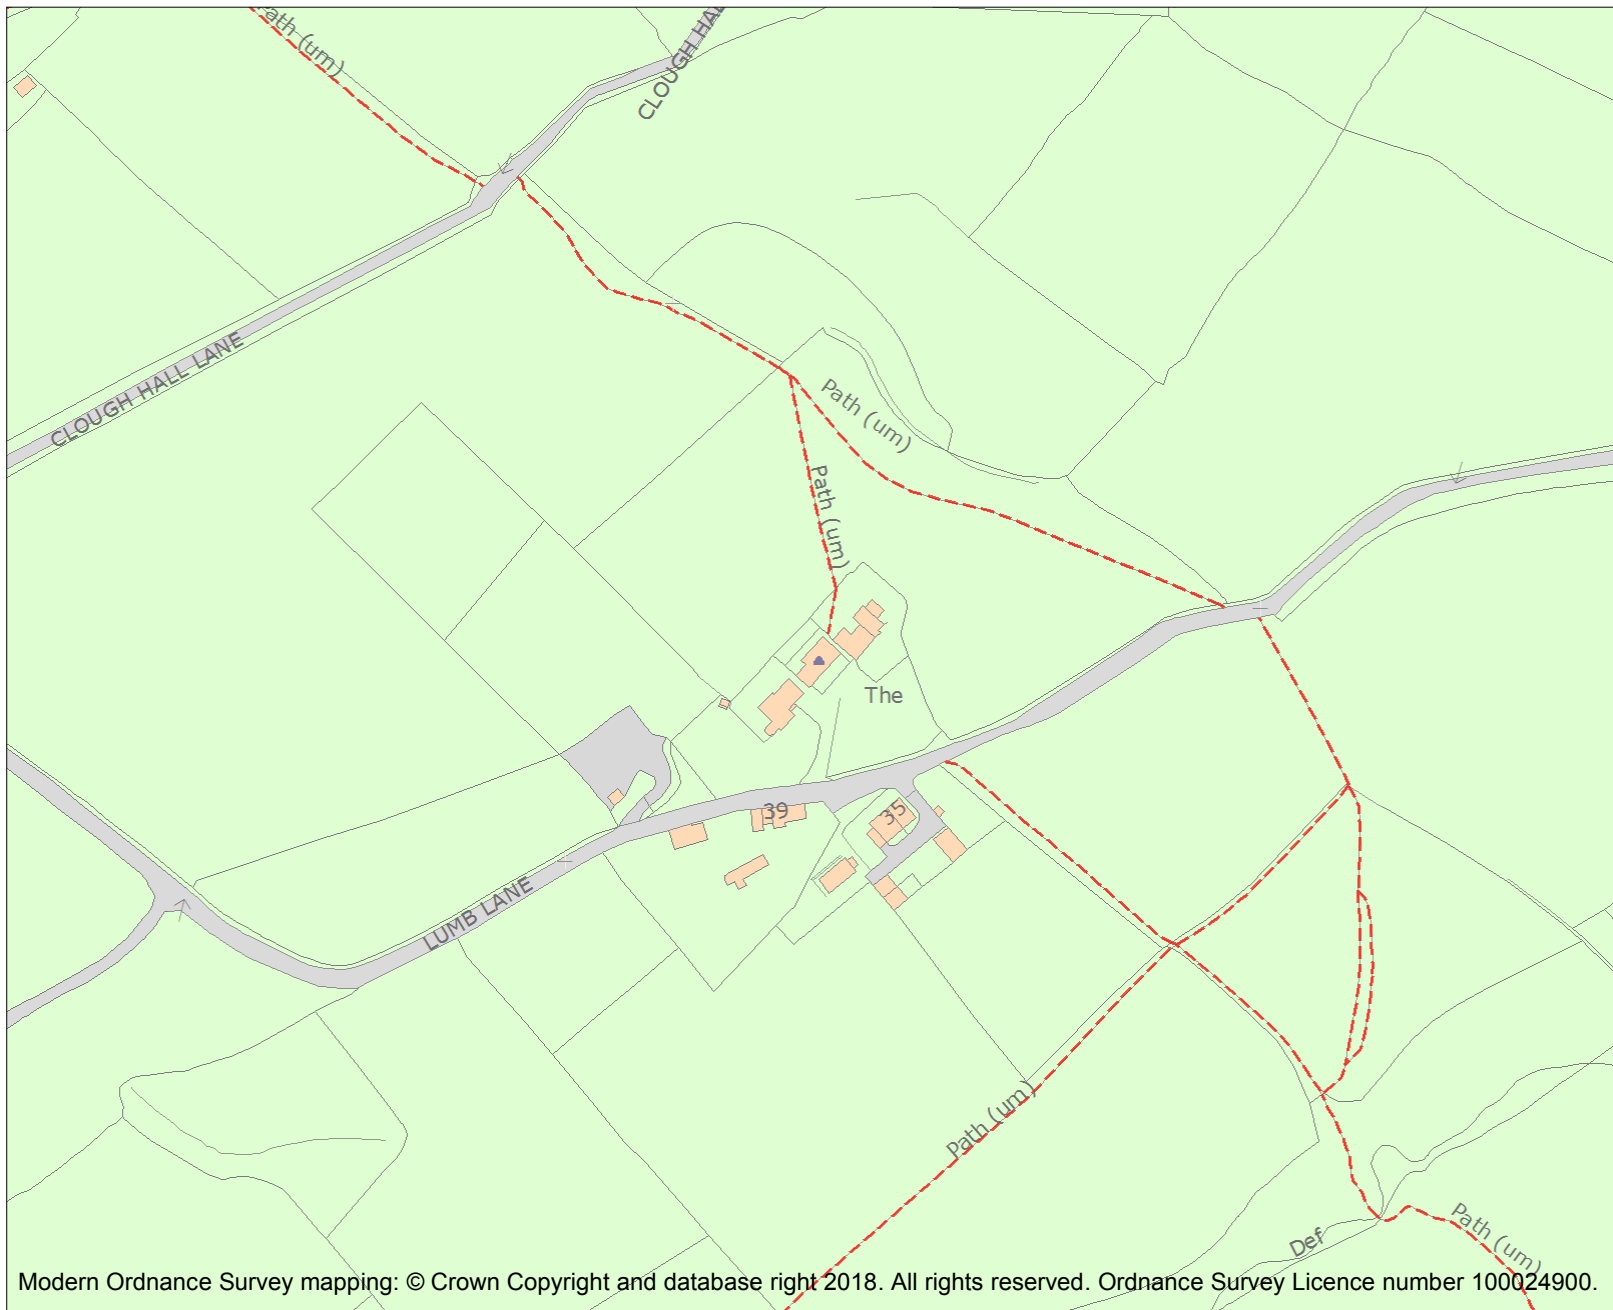 Path (um)
CLOUGH HAL
CLOUGH HALL LANE
Path (um)
Path (um)
The
39
35
LUMB LANE
Path (um)
Path (um)
Def
Modern Ordnance Survey mapping: © Crown Copyright and database right 2018. All rights reserved. Ordnance Survey Licence number 100024900.